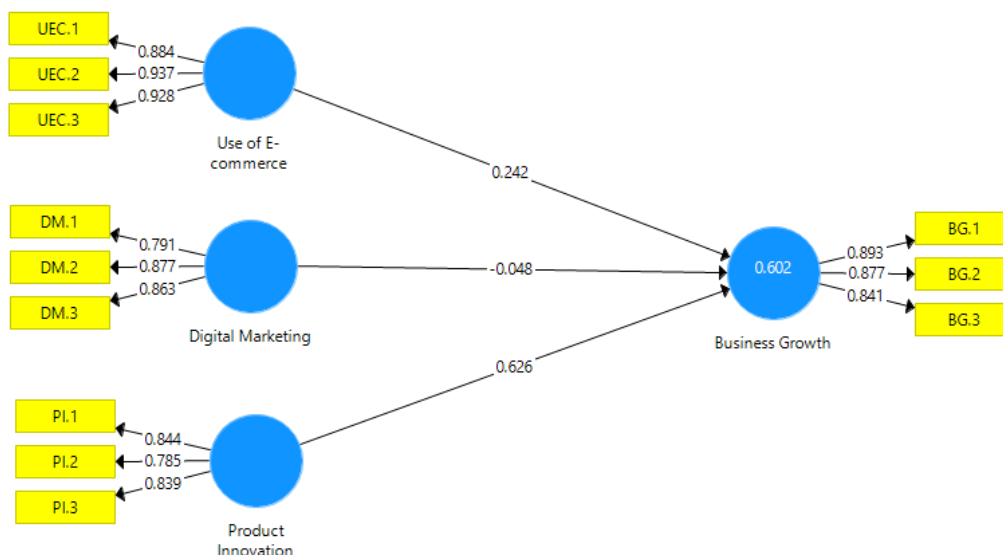 UEC.1
0.884
UEC.2
0.937
UEC.3
0.928
Use of E-
commerce
0.242
DM.1
0.791
DM.2
0.877
DM.3
0.863
Digital Marketing
-0.048
PI.1
0.844
PI.2
0.785
PI.3
0.839
Product
Innovation
0.626
0.602
Business Growth
0.893
BG.1
0.877
BG.2
0.841
BG.3